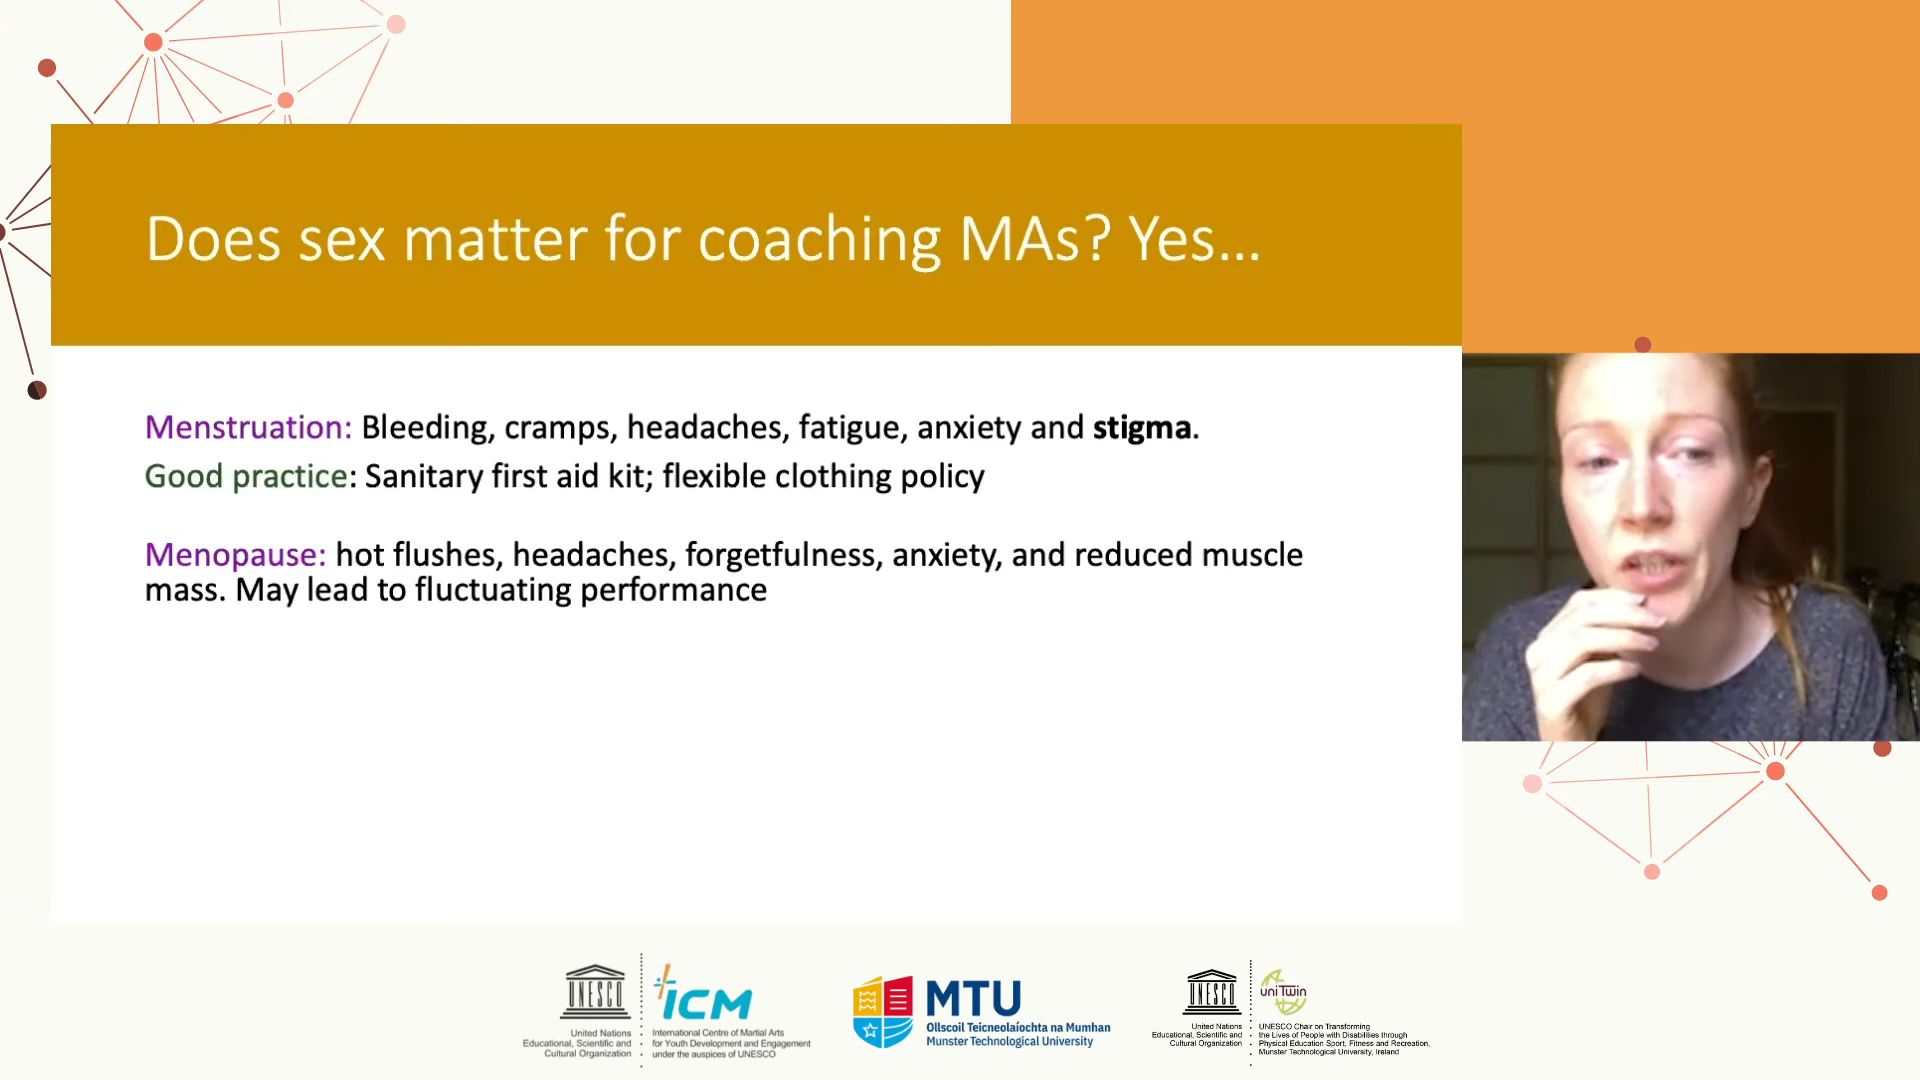 Does sex matter for coaching MAs? Yes...
Menstruation: Bleeding, cramps, headaches, fatigue, anxiety and stigma.
Good practice: Sanitary first aid kit; flexible clothing policy
Menopause: hot flushes, headaches, forgetfulness, anxiety, and reduced muscle
mass. May lead to fluctuating performance
UNESCO
United Nations
Educational, Scientific and
Cultural Organization
ICM
International Centre of Martial Arts
for Youth Development and Engagement
under the auspices of UNESCO
MTU
Ollscoil Teicneolaíochta na Mumhan
Munster Technological University
UNESCO
United Nations
Educational, Scientific and
Cultural Organization
uniTwin
UNESCO Chair on Transforming
the Lives of People with Disabilities through
Physical Education Sport, Fitness and Recreation,
Munster Technological University, Ireland